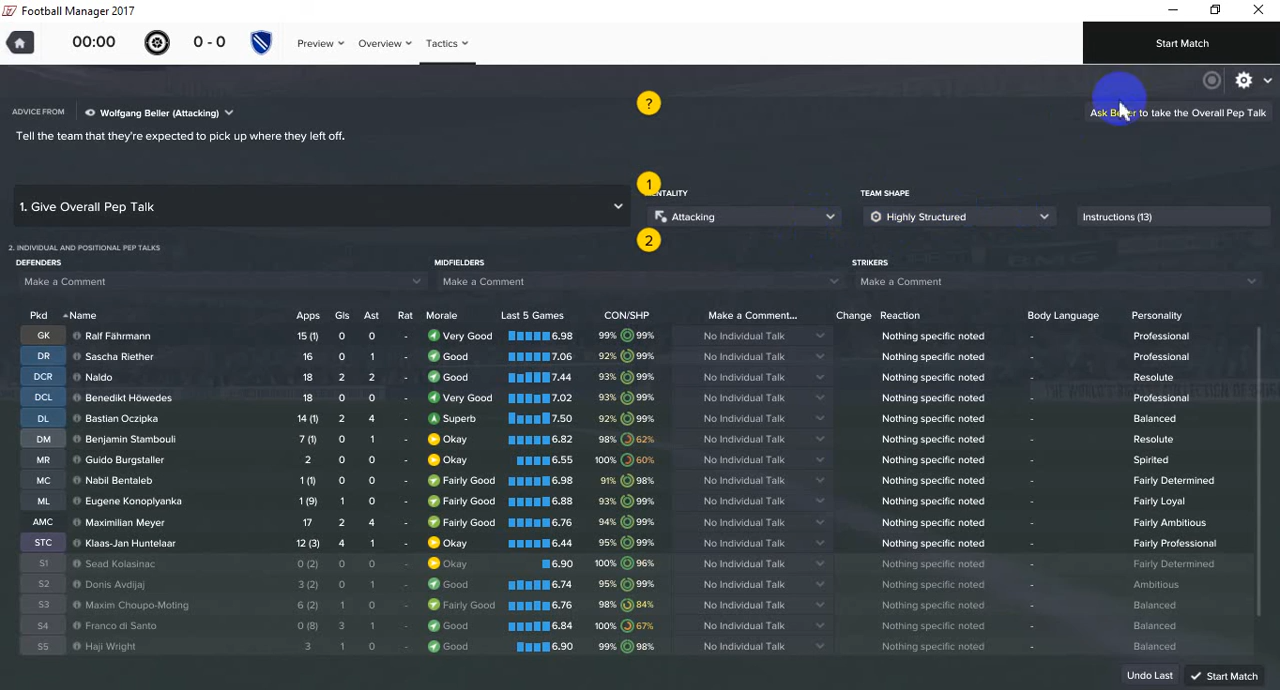 Football Manager 2017
00:00 0 - 0 Preview Overview Tactics Start Match
?
ADVICE FROM Wolfgang Beller (Attacking) Ask Beller to take the Overall Pep Talk
Tell the team that they're expected to pick up where they left off.
1
MENTALITY TEAM SHAPE
1. Give Overall Pep Talk Attacking Highly Structured Instructions (13)
2
2. INDIVIDUAL AND POSITIONAL PEP TALKS
DEFENDERS MIDFIELDERS STRIKERS
Make a Comment Make a Comment Make a Comment
Pkd Name Apps Gls Ast Rat Morale Last 5 Games CON/SHP Make a Comment... Change Reaction Body Language Personality
GK Ralf Fährmann 15 (1) 0 0 - Very Good 6.98 99% 99% No Individual Talk Nothing specific noted - Professional
DR Sascha Riether 16 0 1 - Good 7.06 92% 99% No Individual Talk Nothing specific noted - Professional
DCR Naldo 18 2 2 - Good 7.44 93% 99% No Individual Talk Nothing specific noted - Resolute
DCL Benedikt Höwedes 18 0 0 - Very Good 7.02 93% 99% No Individual Talk Nothing specific noted - Professional
DL Bastian Oczipka 14 (1) 2 4 - Superb 7.50 92% 99% No Individual Talk Nothing specific noted - Balanced
DM Benjamin Stambouli 7 (1) 0 1 - Okay 6.82 98% 62% No Individual Talk Nothing specific noted - Resolute
MR Guido Burgstaller 2 0 0 - Okay 6.55 100% 60% No Individual Talk Nothing specific noted - Spirited
MC Nabil Bentaleb 1 (1) 0 0 - Fairly Good 6.98 91% 98% No Individual Talk Nothing specific noted - Fairly Determined
ML Eugene Konoplyanka 1 (9) 1 0 - Fairly Good 6.88 93% 99% No Individual Talk Nothing specific noted - Fairly Loyal
AMC Maximilian Meyer 17 2 4 - Fairly Good 6.76 94% 99% No Individual Talk Nothing specific noted - Fairly Ambitious
STC Klaas-Jan Huntelaar 12 (3) 4 1 - Okay 6.44 95% 99% No Individual Talk Nothing specific noted - Fairly Professional
S1 Sead Kolasinac 0 (2) 0 0 - Okay 6.90 100% 96% No Individual Talk Nothing specific noted - Fairly Determined
S2 Donis Avdijaj 3 (2) 0 1 - Good 6.74 95% 99% No Individual Talk Nothing specific noted - Ambitious
S3 Maxim Choupo-Moting 6 (2) 1 0 - Fairly Good 6.76 98% 84% No Individual Talk Nothing specific noted - Balanced
S4 Franco di Santo 0 (8) 3 1 - Good 6.84 100% 67% No Individual Talk Nothing specific noted - Balanced
S5 Haji Wright 3 1 0 - Good 6.90 99% 98% No Individual Talk Nothing specific noted - Balanced
Undo Last Start Match